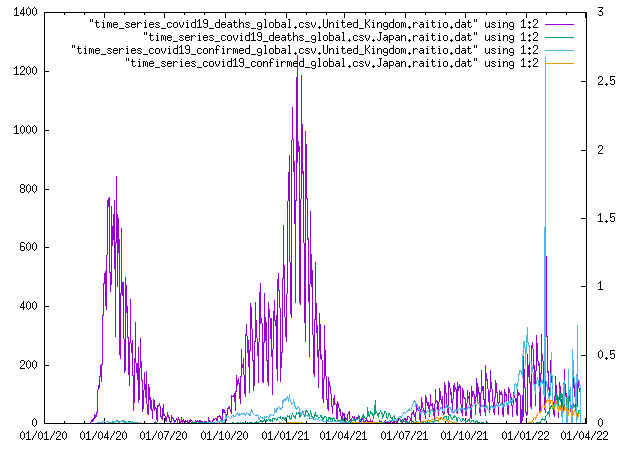 "time_series_covid19_deaths_global.csv.United_Kingdom.raitio.dat" using 1:2
"time_series_covid19_deaths_global.csv.Japan.raitio.dat" using 1:2
"time_series_covid19_confirmed_global.csv.United_Kingdom.raitio.dat" using 1:2
"time_series_covid19_confirmed_global.csv.Japan.raitio.dat" using 1:2
1400 3
1200 2.5
1000 2
800 1.5
600
400 1
200 0.5
0 0
01/01/20 01/04/20 01/07/20 01/10/20 01/01/21 01/04/21 01/07/21 01/10/21 01/01/22 01/04/22